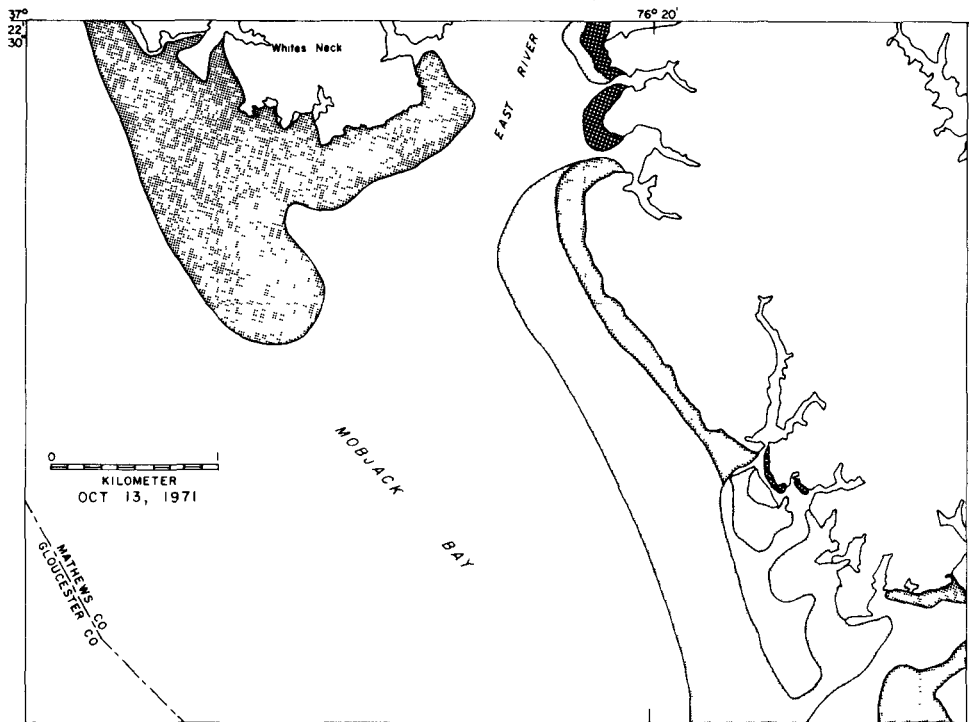 37°
22'
30"
76° 20'
Whites Neck
EAST RIVER
MOBJACK
BAY
0 1
KILOMETER
OCT 13, 1971
MATHEWS CO
GLOUCESTER CO